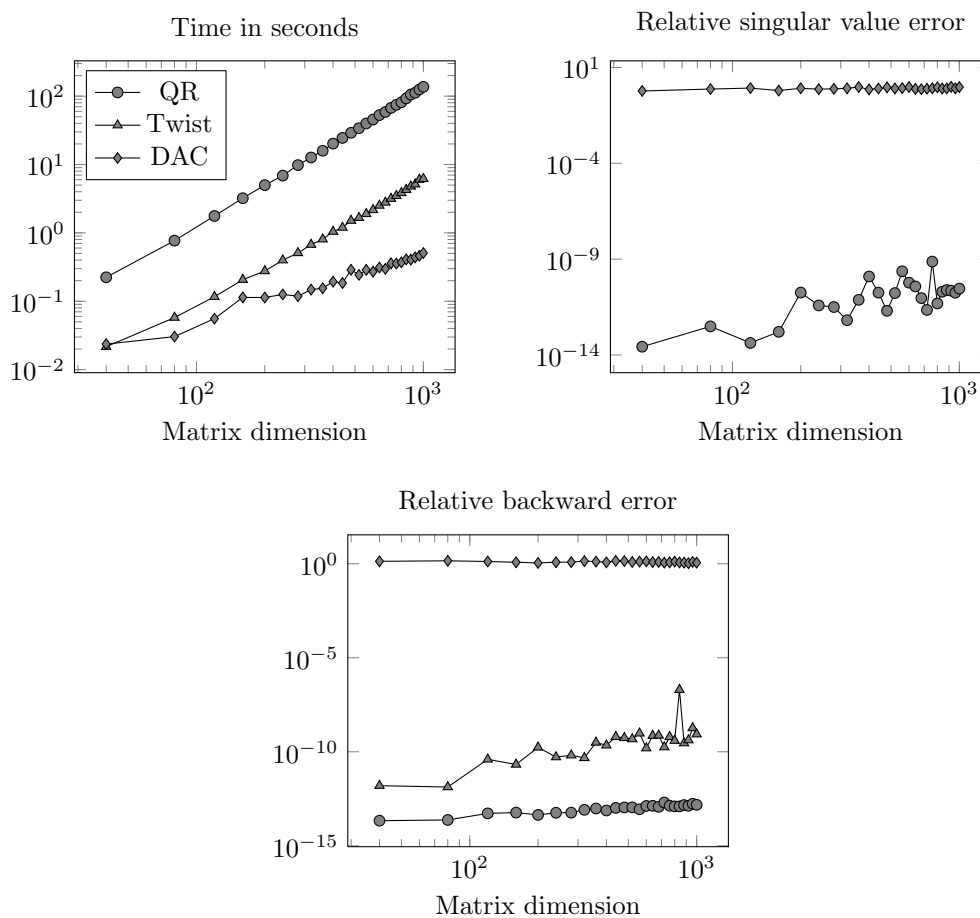 Time in seconds
QR
Twist
DAC
10^2
10^1
10^0
10^−1
10^−2
10^2 10^3
Matrix dimension
Relative singular value error
10^1
10^−4
10^−9
10^−14
10^2 10^3
Matrix dimension
Relative backward error
10^0
10^−5
10^−10
10^−15
10^2 10^3
Matrix dimension